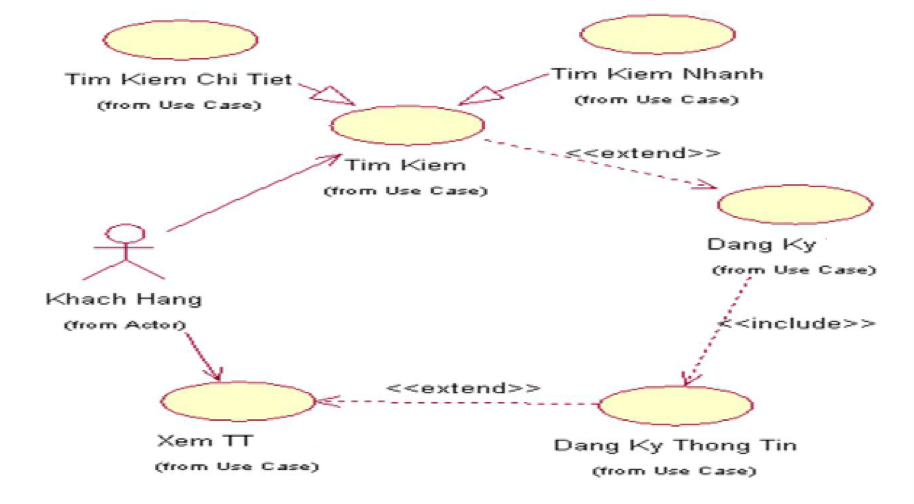 Tim Kiem Chi Tiet
(from Use Case)
Tim Kiem Nhanh
(from Use Case)
Tim Kiem
(from Use Case)
<<extend>>
Dang Ky
(from Use Case)
Khach Hang
(from Actor)
<<include>>
<<extend>>
Xem TT
(from Use Case)
Dang Ky Thong Tin
(from Use Case)